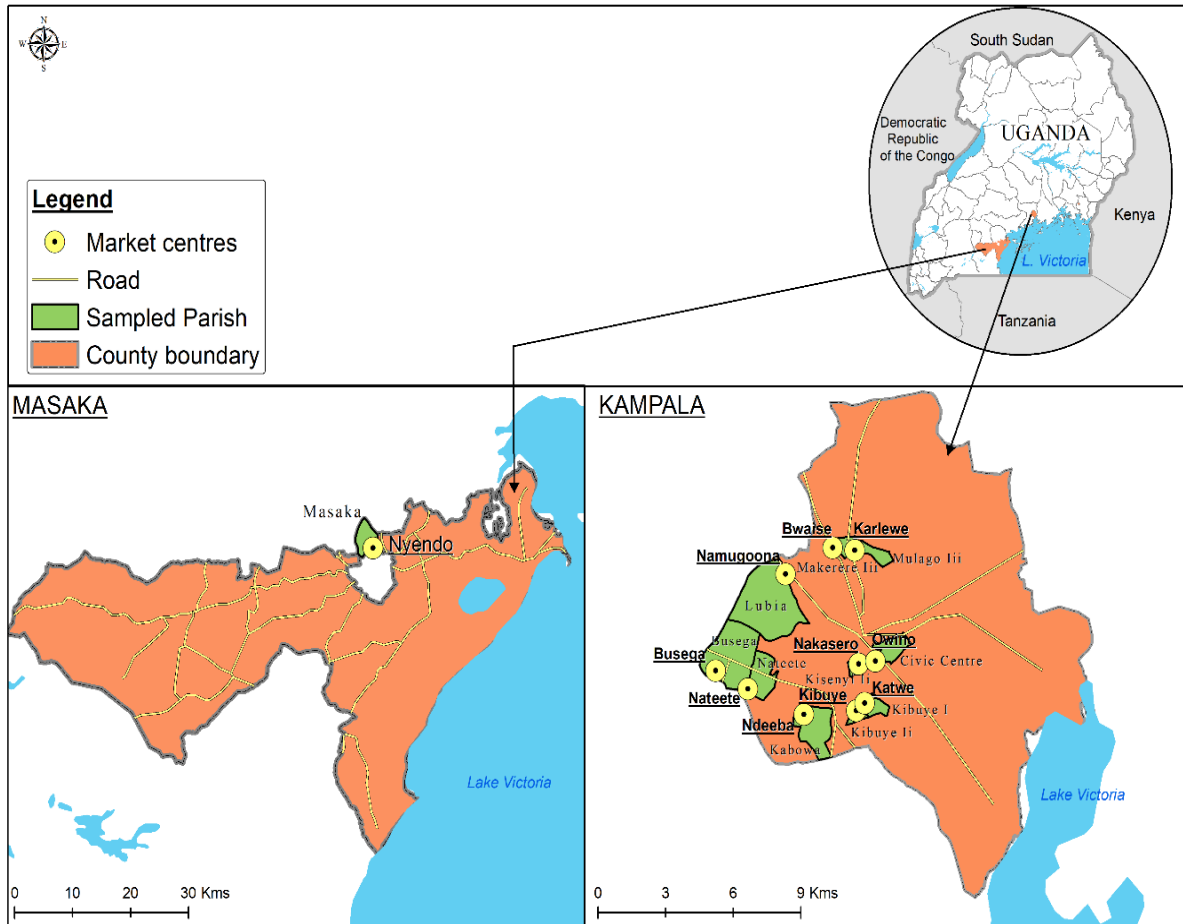 N
W E
S
South Sudan
Democratic
Republic
of the Congo
UGANDA
Kenya
L. Victoria
Tanzania
Legend
Market centres
Road
Sampled Parish
County boundary
MASAKA
Masaka
Nyendo
Lake Victoria
0 10 20 30 Kms
KAMPALA
Bwaise Karlewe
Namugoona
Makerere Iii
Mulago Iii
Lubia
Busega
Nakasero
Owino
Busega
Nateete
Kisenyi Ii
Civic Centre
Nateete
Kibuye
Katwe
Kibuye I
Ndeeba
Kibuye Ii
Kabowa
Lake Victoria
0 3 6 9 Kms